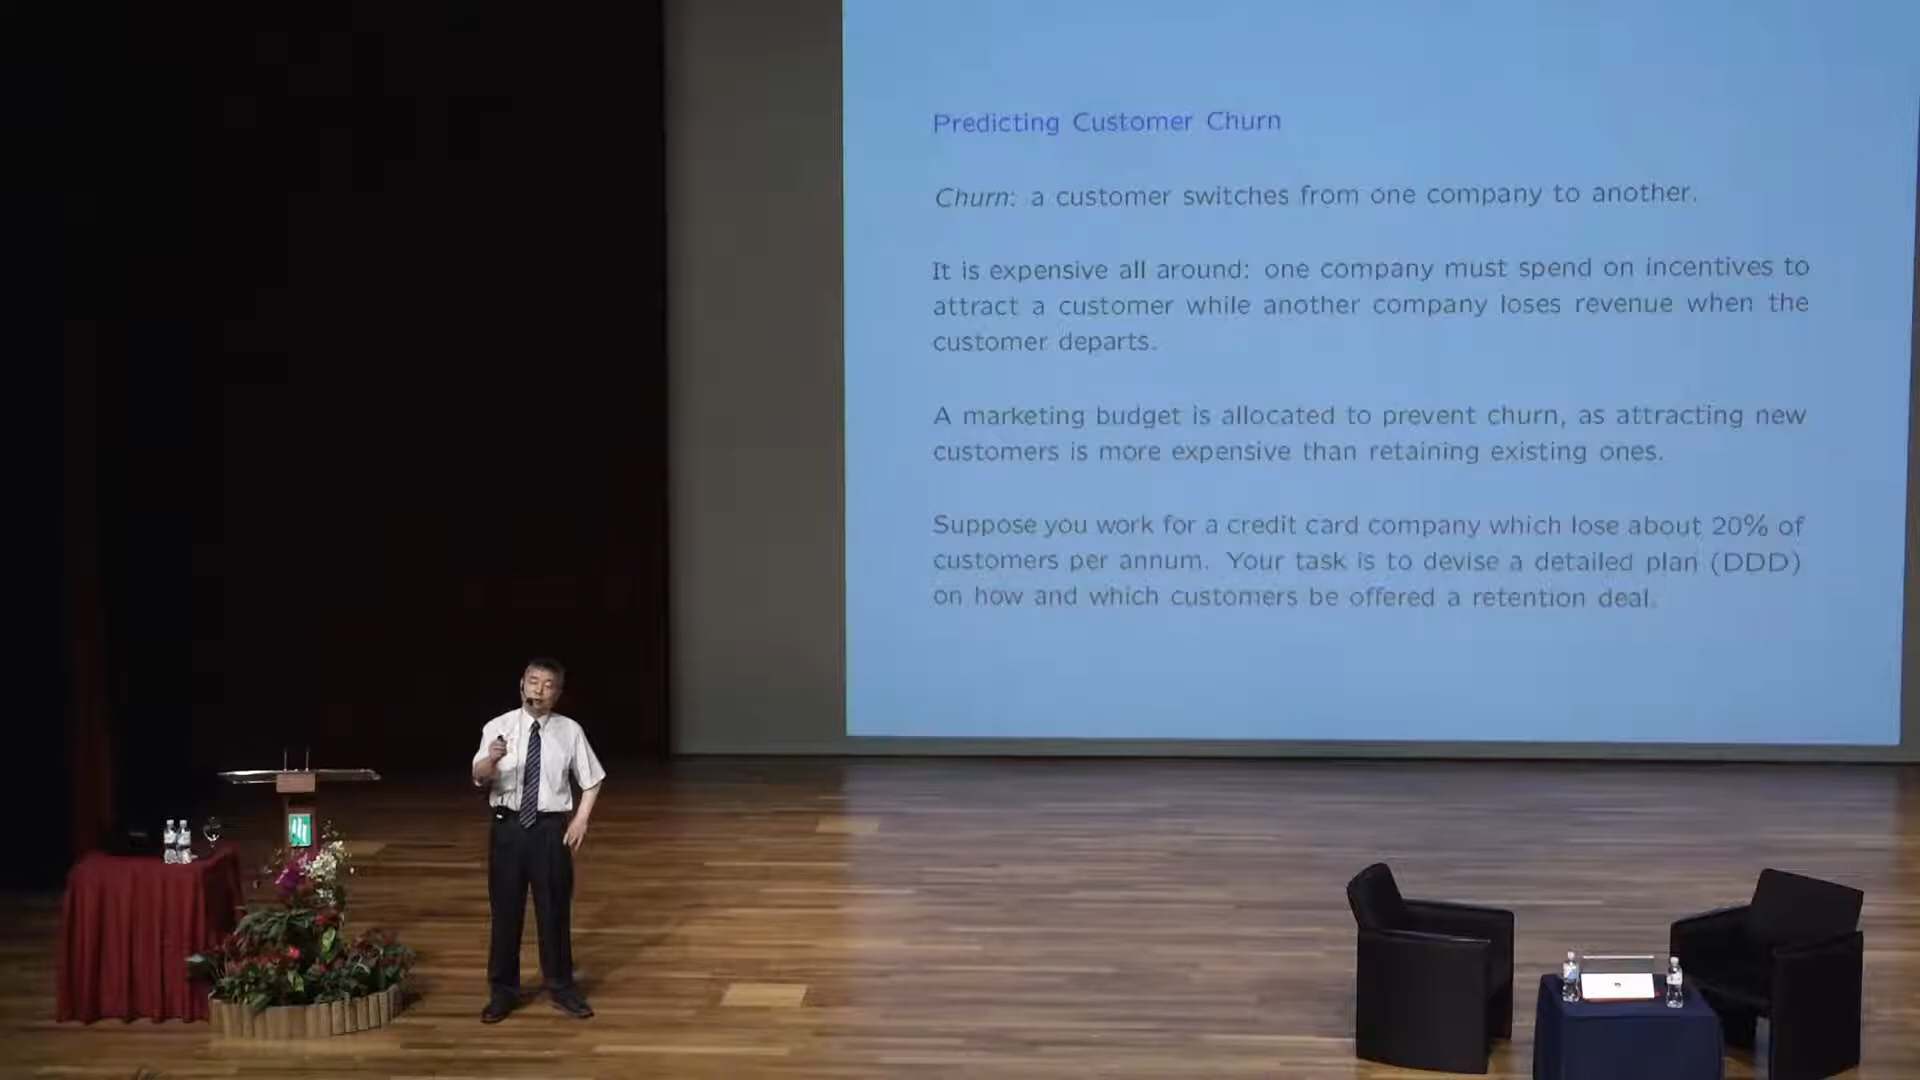 Predicting Customer Churn
Churn: a customer switches from one company to another.
It is expensive all around: one company must spend on incentives to
attract a customer while another company loses revenue when the
customer departs.
A marketing budget is allocated to prevent churn, as attracting new
customers is more expensive than retaining existing ones.
Suppose you work for a credit card company which lose about 20% of
customers per annum. Your task is to devise a detailed plan (DDD)
on how and which customers be offered a retention deal.